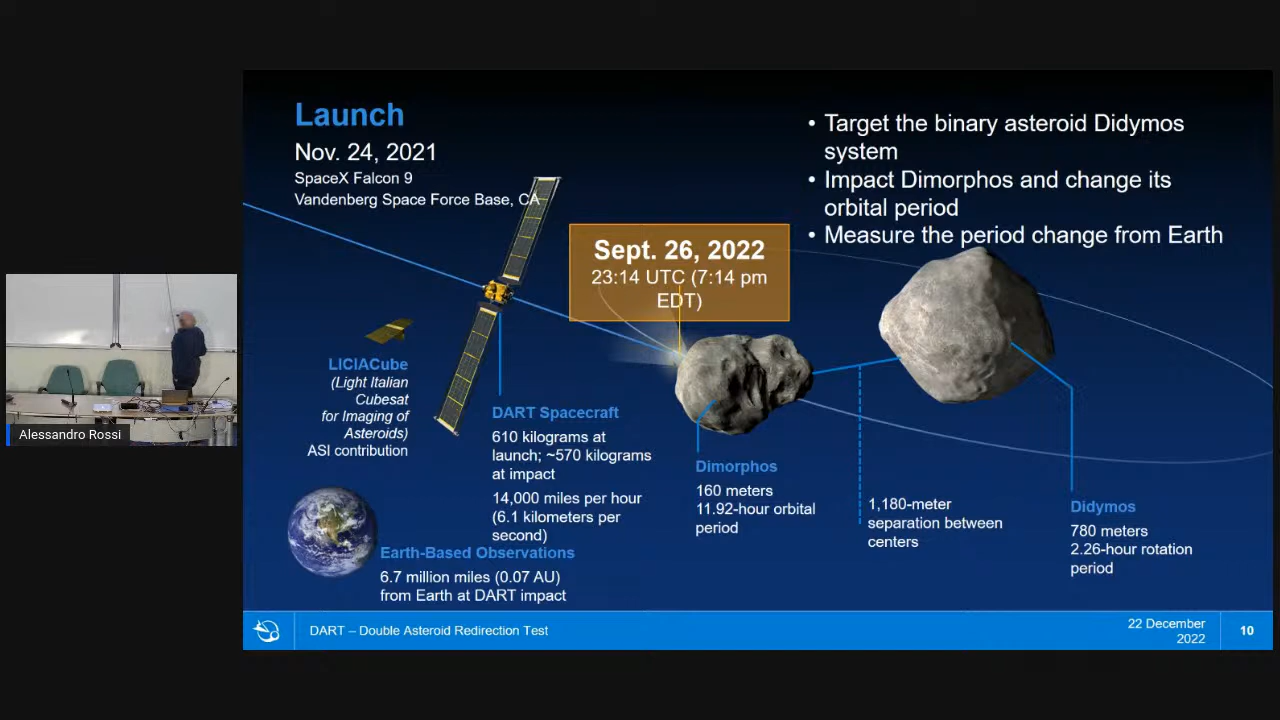 Launch
Nov. 24, 2021
SpaceX Falcon 9
Vandenberg Space Force Base, CA
• Target the binary asteroid Didymos
system
• Impact Dimorphos and change its
orbital period
• Measure the period change from Earth
Sept. 26, 2022
23:14 UTC (7:14 pm
EDT)
LICIACube
(Light Italian
Cubesat
for Imaging of
Asteroids)
ASI contribution
DART Spacecraft
610 kilograms at
launch; ~570 kilograms
at impact
14,000 miles per hour
(6.1 kilometers per
second)
Earth-Based Observations
6.7 million miles (0.07 AU)
from Earth at DART impact
Dimorphos
160 meters
11.92-hour orbital
period
1,180-meter
separation between
centers
Didymos
780 meters
2.26-hour rotation
period
Alessandro Rossi
DART – Double Asteroid Redirection Test
22 December
2022
10